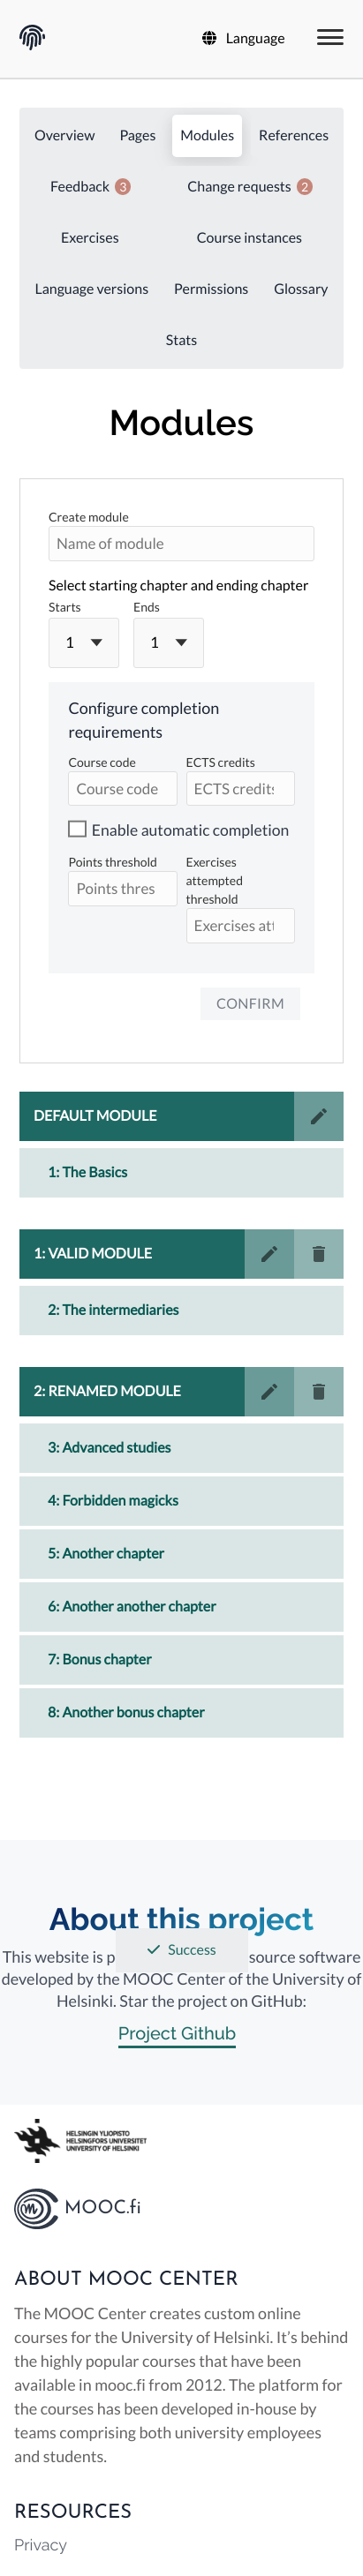 Language
Overview Pages Modules References
Feedback 3 Change requests 2
Exercises Course instances
Language versions Permissions Glossary
Stats
Modules
Create module
Name of module
Select starting chapter and ending chapter
Starts Ends
1 1
Configure completion
requirements
Course code ECTS credits
Course code ECTS credits
Enable automatic completion
Points threshold Exercises
attempted
threshold
Points thres Exercises att
CONFIRM
DEFAULT MODULE
1: The Basics
1: VALID MODULE
2: The intermediaries
2: RENAMED MODULE
3: Advanced studies
4: Forbidden magicks
5: Another chapter
6: Another another chapter
7: Bonus chapter
8: Another bonus chapter
About this project
Success
This website is p source software
developed by the MOOC Center of the University of
Helsinki. Star the project on GitHub:
Project Github
HELSINGIN YLIOPISTO
HELSINGFORS UNIVERSITET
UNIVERSITY OF HELSINKI
MOOC.fi
ABOUT MOOC CENTER
The MOOC Center creates custom online
courses for the University of Helsinki. It’s behind
the highly popular courses that have been
available in mooc.fi from 2012. The platform for
the courses has been developed in-house by
teams comprising both university employees
and students.
RESOURCES
Privacy